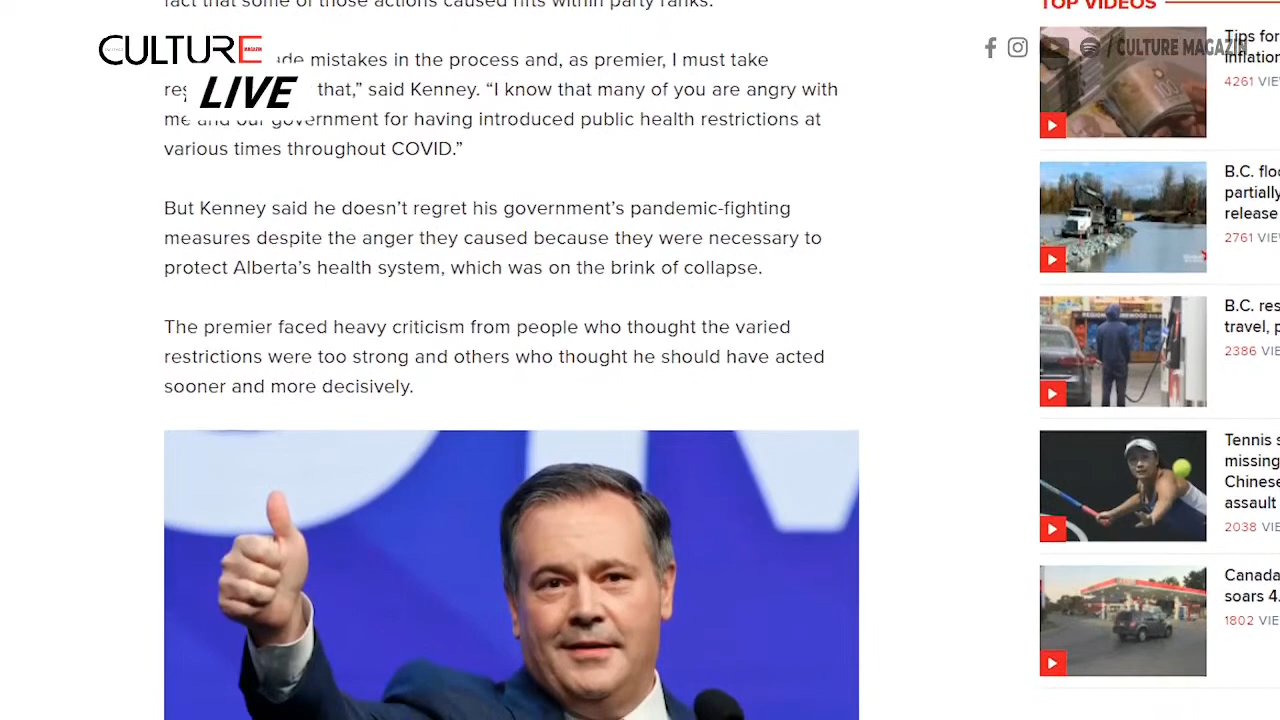 fact that some of those actions caused rifts within party ranks.
TOP VIDEOS
CULTURE
MAGAZIN
LIVE
/ CULTURE MAGAZIN
mistakes in the process and, as premier, I must take
that,” said Kenney. “I know that many of you are angry with
me and our government for having introduced public health restrictions at
various times throughout COVID.”
But Kenney said he doesn’t regret his government’s pandemic-fighting
measures despite the anger they caused because they were necessary to
protect Alberta’s health system, which was on the brink of collapse.
The premier faced heavy criticism from people who thought the varied
restrictions were too strong and others who thought he should have acted
sooner and more decisively.
Tips for
inflation
4261 VIE
B.C. floo
partially
release
2761 VIE
B.C. res
travel, p
2386 VIE
Tennis s
missing
Chinese
assault
2038 VIE
Canada
soars 4.
1802 VIE